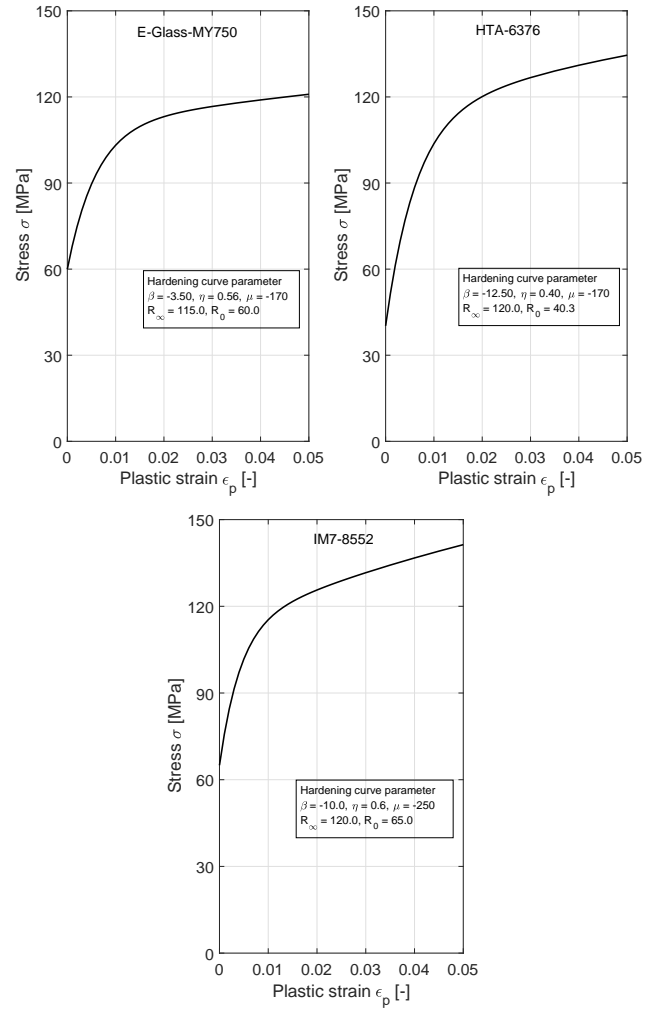 E-Glass-MY750
150
120
90
60
30
0
Stress σ [MPa]
Hardening curve parameter
β = -3.50, η = 0.56, μ = -170
R∞ = 115.0, R0 = 60.0
0 0.01 0.02 0.03 0.04 0.05
Plastic strain ϵp [-]
HTA-6376
150
120
90
60
30
0
Stress σ [MPa]
Hardening curve parameter
β = -12.50, η = 0.40, μ = -170
R∞ = 120.0, R0 = 40.3
0 0.01 0.02 0.03 0.04 0.05
Plastic strain ϵp [-]
IM7-8552
150
120
90
60
30
0
Stress σ [MPa]
Hardening curve parameter
β = -10.0, η = 0.6, μ = -250
R∞ = 120.0, R0 = 65.0
0 0.01 0.02 0.03 0.04 0.05
Plastic strain ϵp [-]